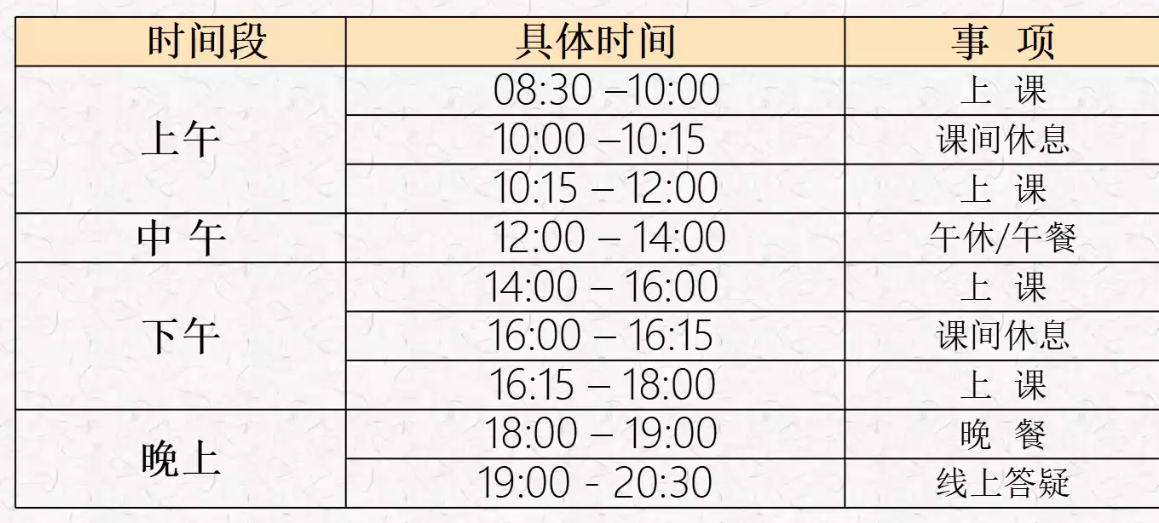 时间段 具体时间 事 项
上午 08:30 –10:00 上 课
10:00 –10:15 课间休息
10:15 – 12:00 上 课
中 午 12:00 – 14:00 午休/午餐
下午 14:00 – 16:00 上 课
16:00 – 16:15 课间休息
16:15 – 18:00 上 课
晚上 18:00 – 19:00 晚 餐
19:00 - 20:30 线上答疑